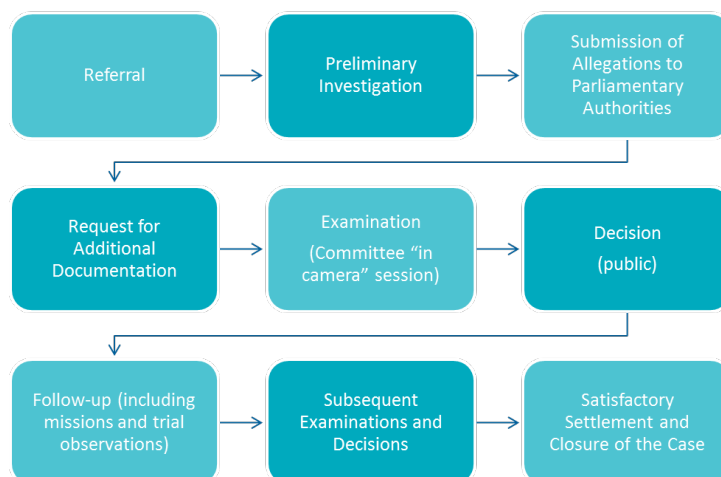 Referral
Preliminary
Investigation
Submission of
Allegations to
Parliamentary
Authorities
Request for
Additional
Documentation
Examination
(Committee “in
camera” session)
Decision
(public)
Follow-up (including
missions and trial
observations)
Subsequent
Examinations and
Decisions
Satisfactory
Settlement and
Closure of the Case